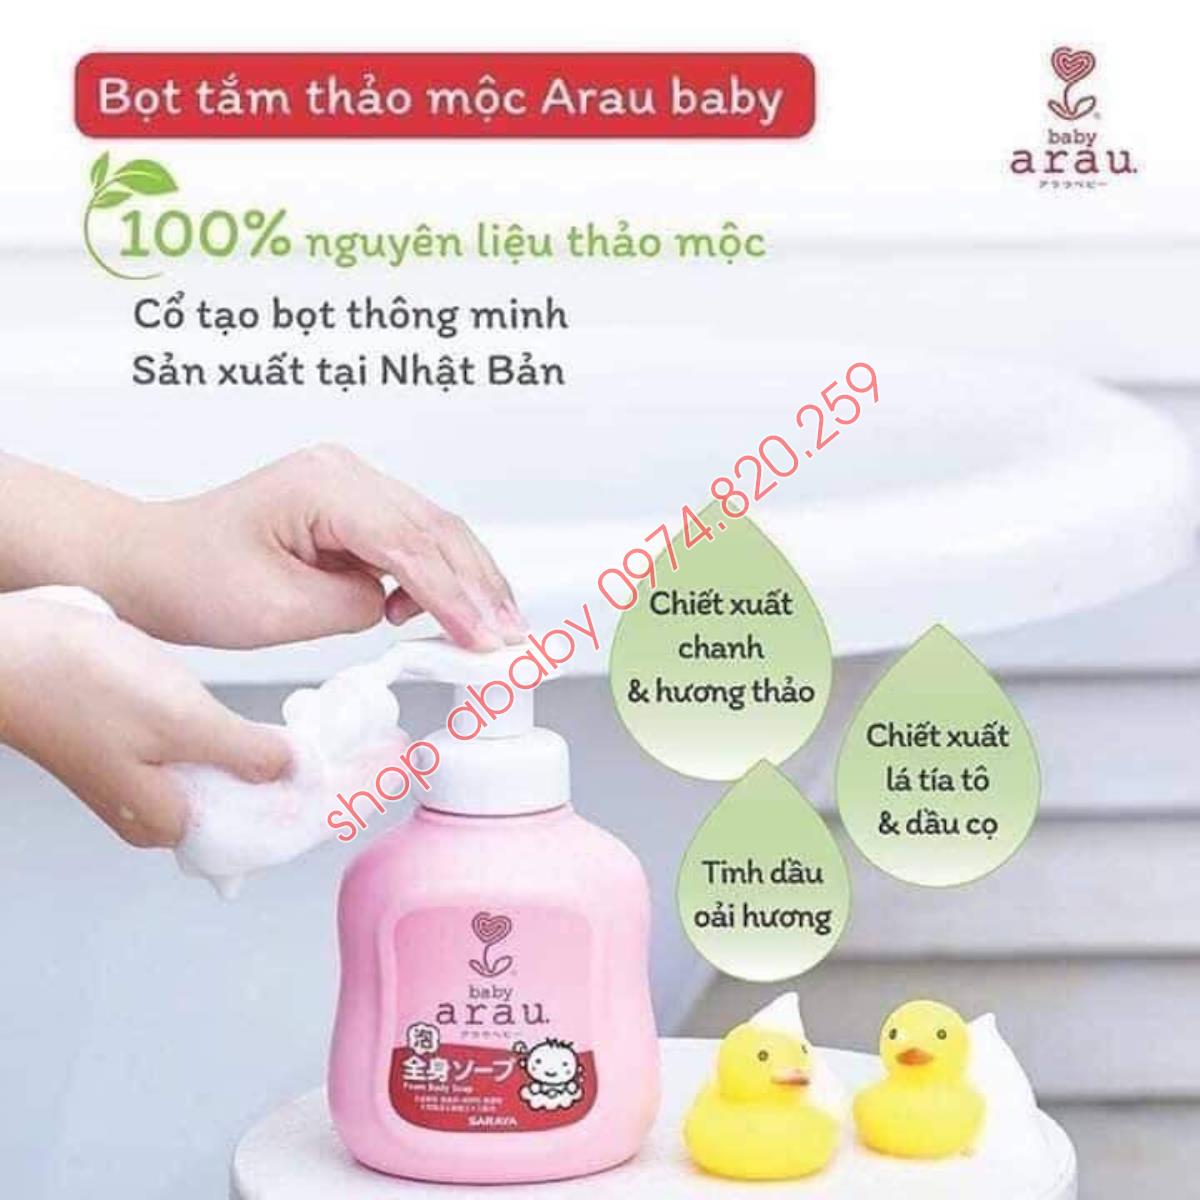 Bọt tắm thảo mộc Arau baby
baby
arau.
アラウベビー
100% nguyên liệu thảo mộc
Cổ tạo bọt thông minh
Sản xuất tại Nhật Bản
shop ababy 0974.820.259
Chiết xuất
chanh
& hương thảo
Chiết xuất
lá tía tô
& dầu cọ
Tinh dầu
oải hương
baby
arau.
アラウベビー
泡
全身ソープ
Foam Body Soap
SARAYA